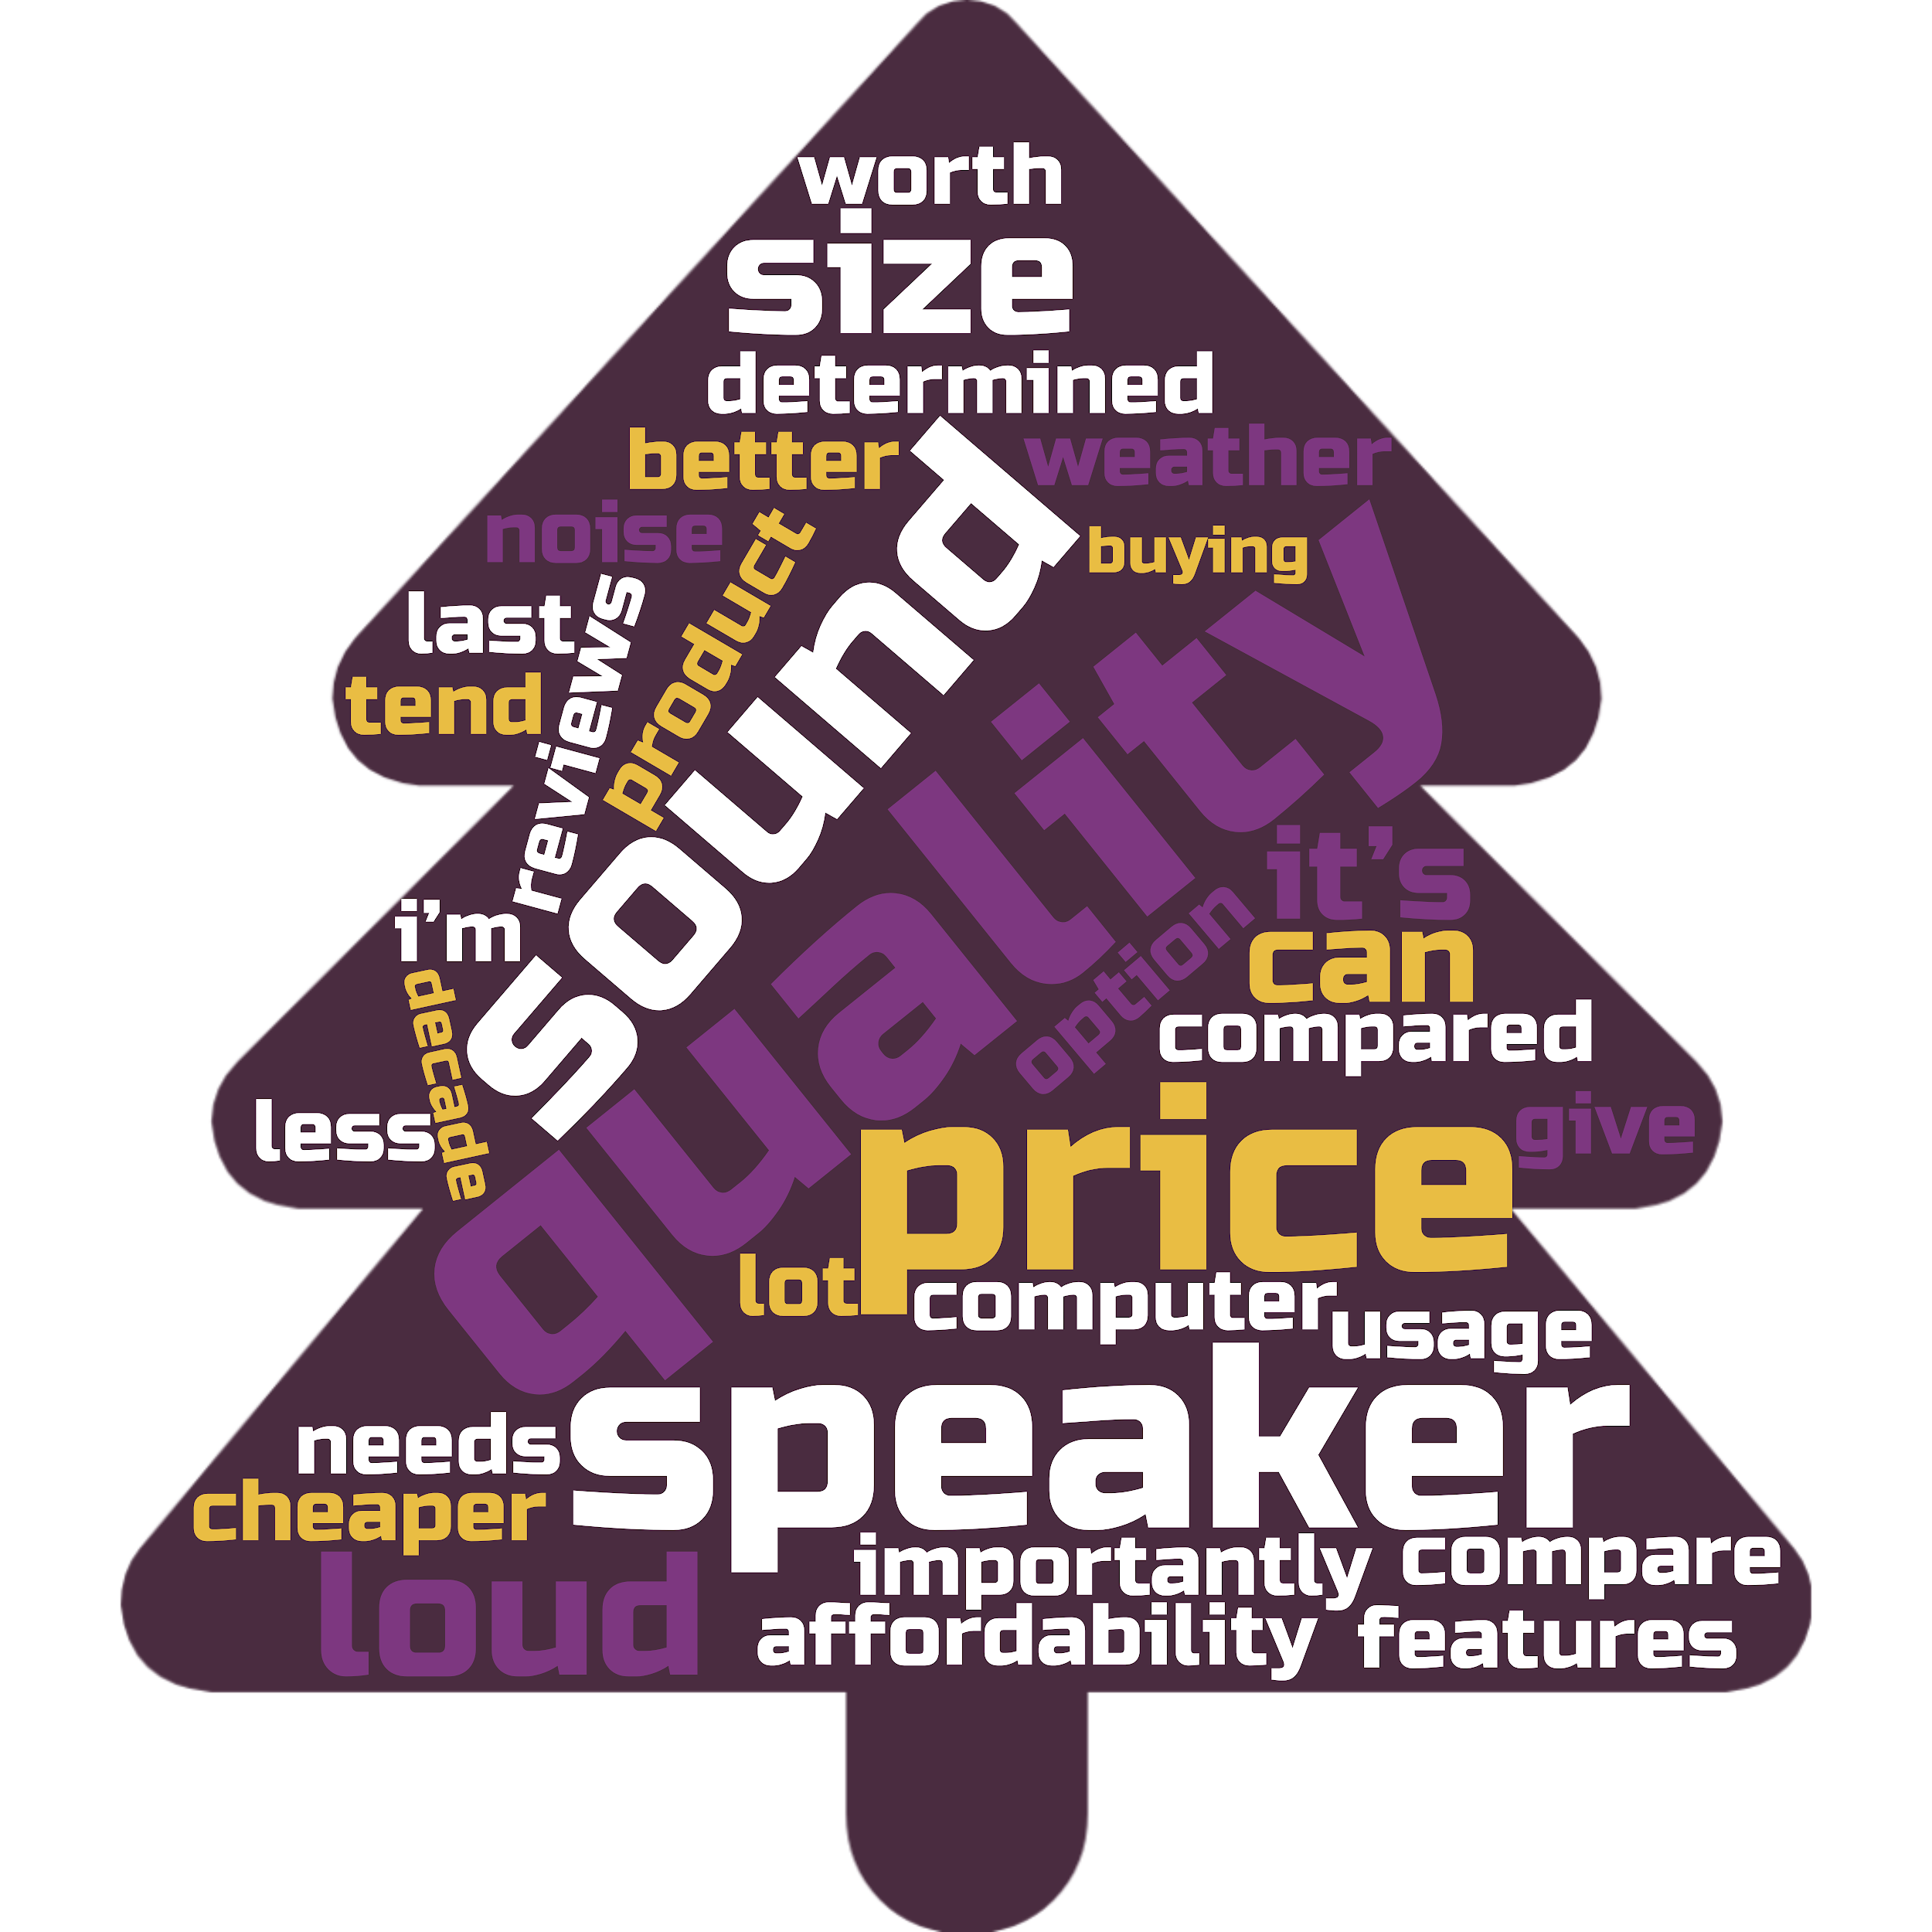 worth
size
determined
better
weather
noise
buying
product
last
reviews
tend
sound
quality
it's
i'm
option
can
decade
compared
less
give
price
lot
computer
usage
needs
speaker
cheaper
importantly
compare
loud
affordability
features